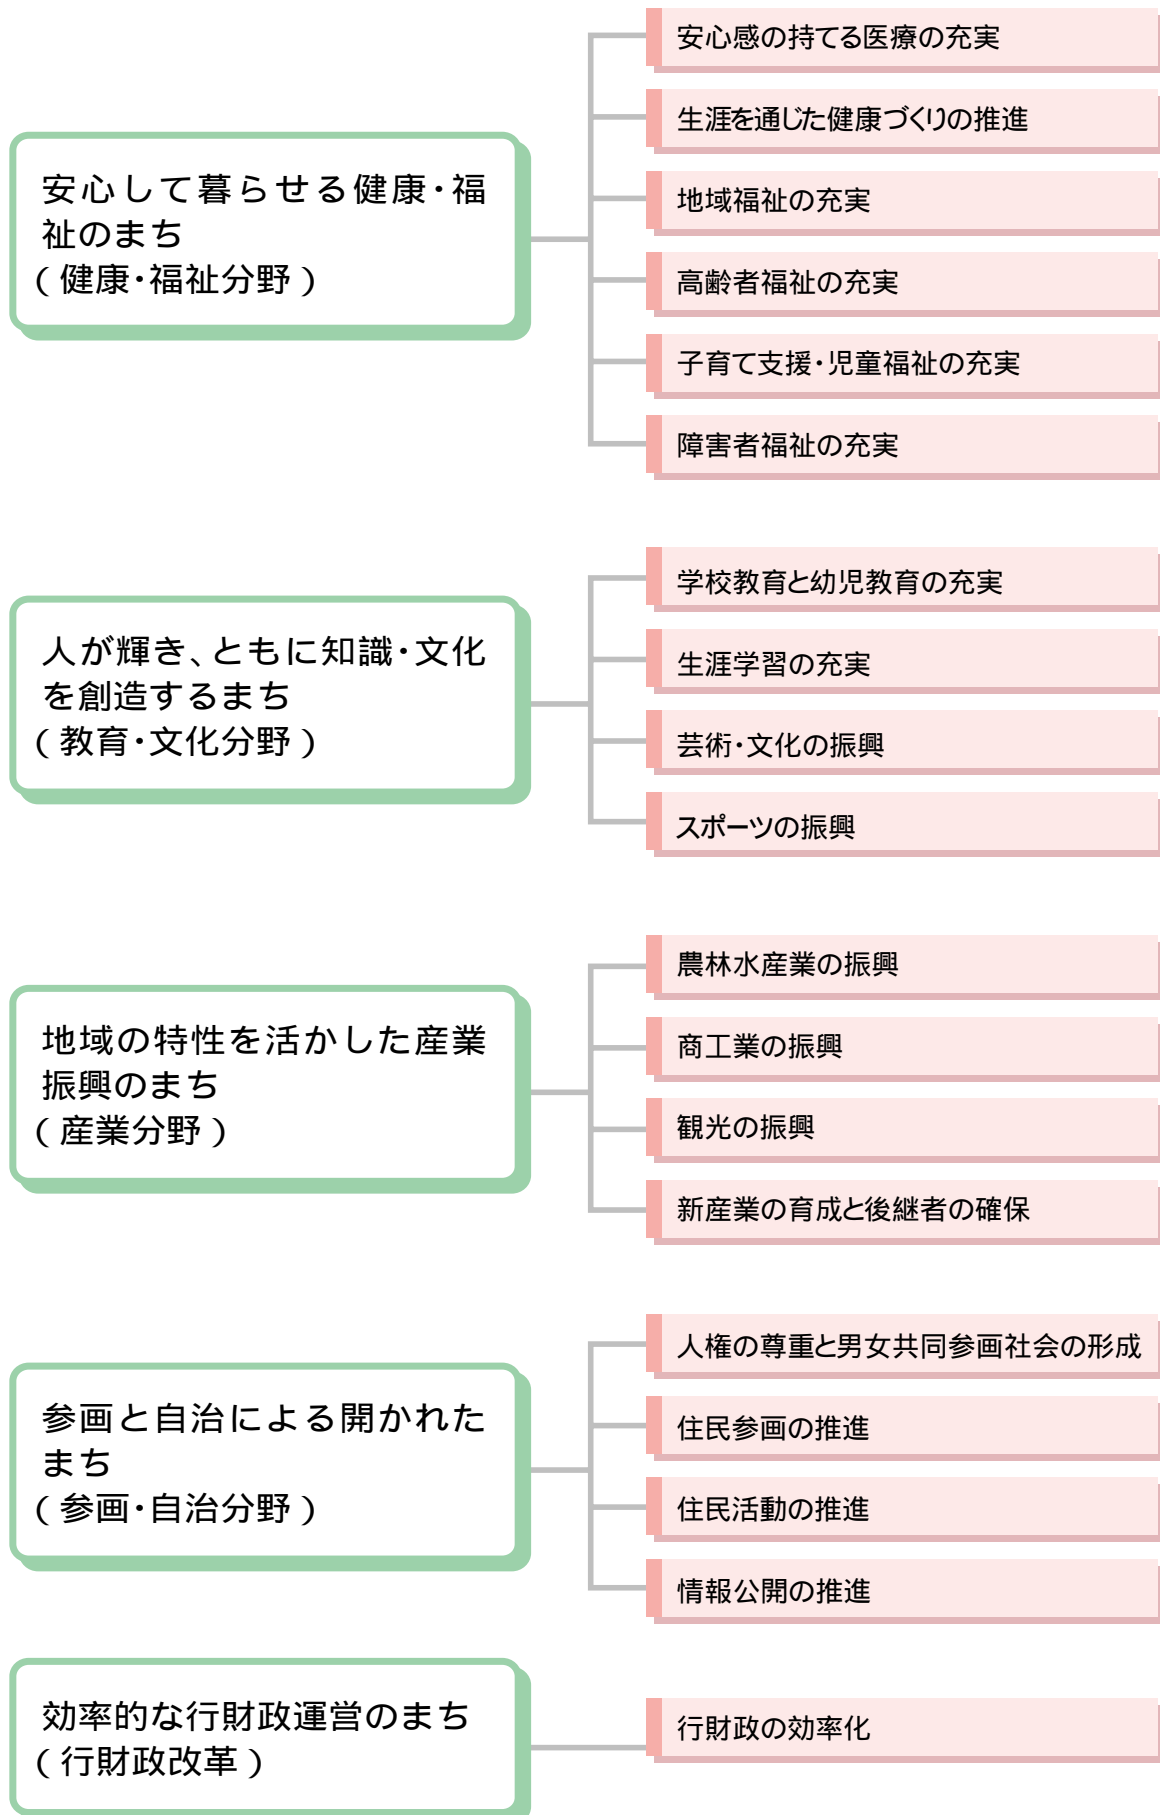 安心して暮らせる健康・福
祉のまち
(健康・福祉分野)
安心感の持てる医療の充実
生涯を通じた健康づくりの推進
地域福祉の充実
高齢者福祉の充実
子育て支援・児童福祉の充実
障害者福祉の充実
人が輝き、ともに知識・文化
を創造するまち
(教育・文化分野)
学校教育と幼児教育の充実
生涯学習の充実
芸術・文化の振興
スポーツの振興
地域の特性を活かした産業
振興のまち
(産業分野)
農林水産業の振興
商工業の振興
観光の振興
新産業の育成と後継者の確保
参画と自治による開かれた
まち
(参画・自治分野)
人権の尊重と男女共同参画社会の形成
住民参画の推進
住民活動の推進
情報公開の推進
効率的な行財政運営のまち
(行財政改革)
行財政の効率化